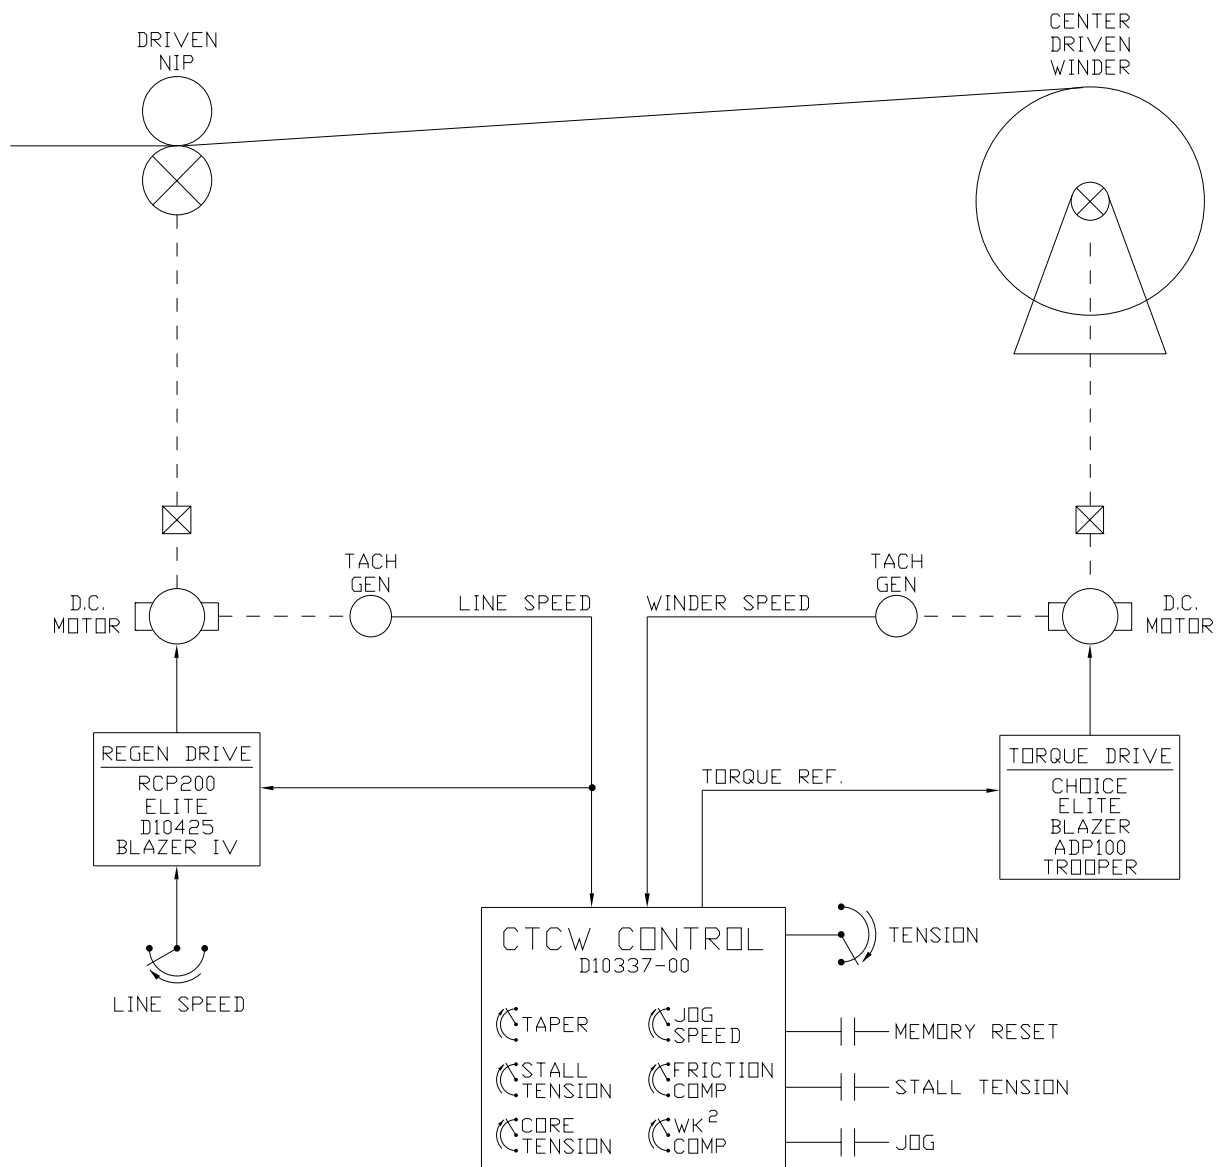 DRIVEN
NIP
CENTER
DRIVEN
WINDER
TACH
GEN
TACH
GEN
D.C.
MOTOR
LINE SPEED
WINDER SPEED
D.C.
MOTOR
REGEN DRIVE
RCP200
ELITE
D10425
BLAZER IV
TORQUE REF.
TORQUE DRIVE
CHOICE
ELITE
BLAZER
ADP100
TROOPER
LINE SPEED
CTCW CONTROL
D10337-00
TENSION
TAPER
JOG
SPEED
MEMORY RESET
STALL
TENSION
FRICTION
COMP
STALL TENSION
CORE
TENSION
WK²
COMP
JOG